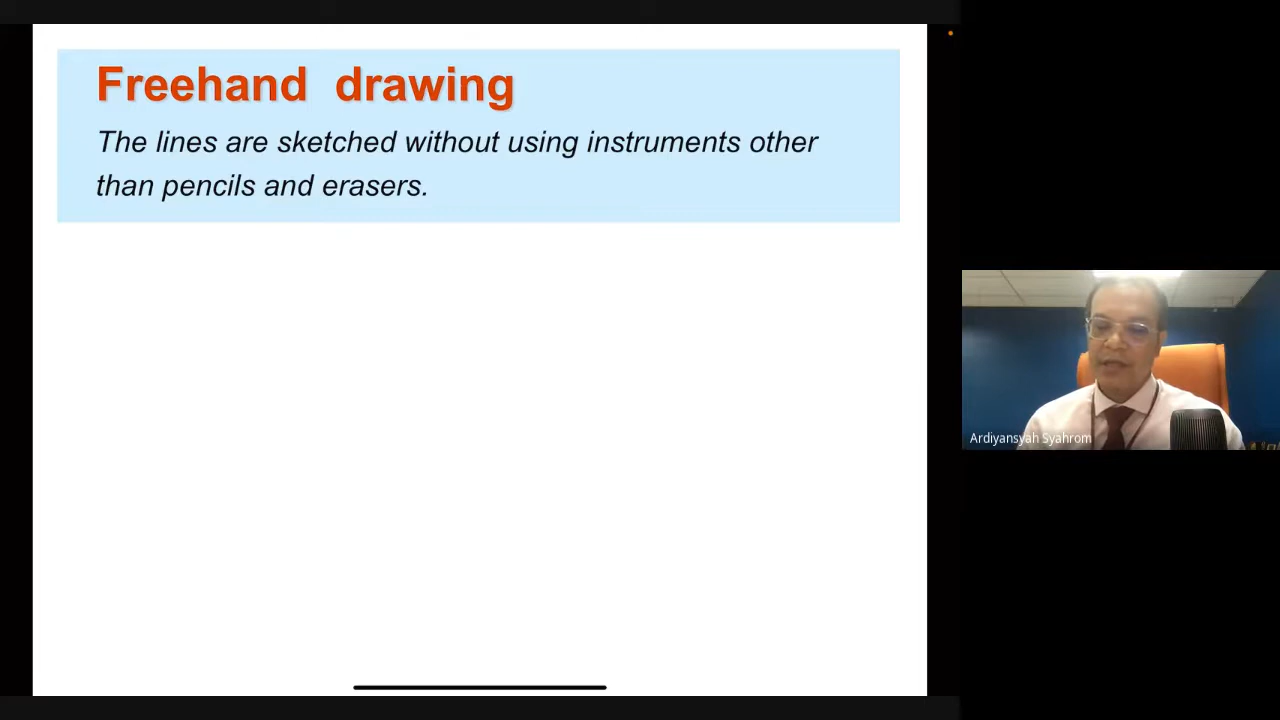 Freehand drawing
The lines are sketched without using instruments other
than pencils and erasers.
Ardiyansyah Syahrom